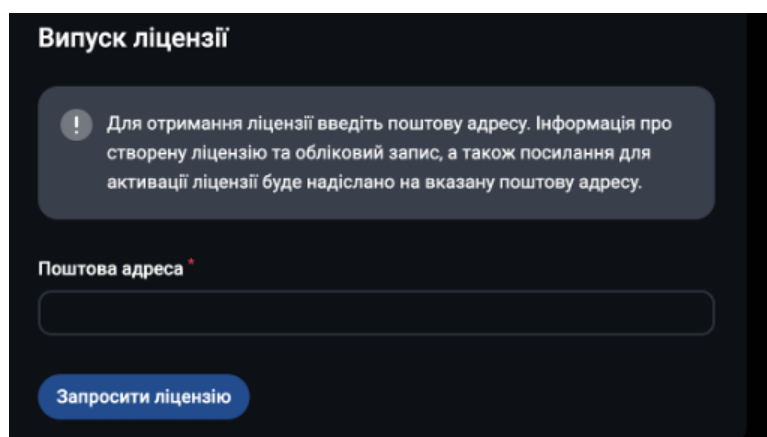 Випуск ліцензії
Для отримання ліцензії введіть поштову адресу. Інформація про
створену ліцензію та обліковий запис, а також посилання для
активації ліцензії буде надіслано на вказану поштову адресу.
Поштова адреса *
Запросити ліцензію